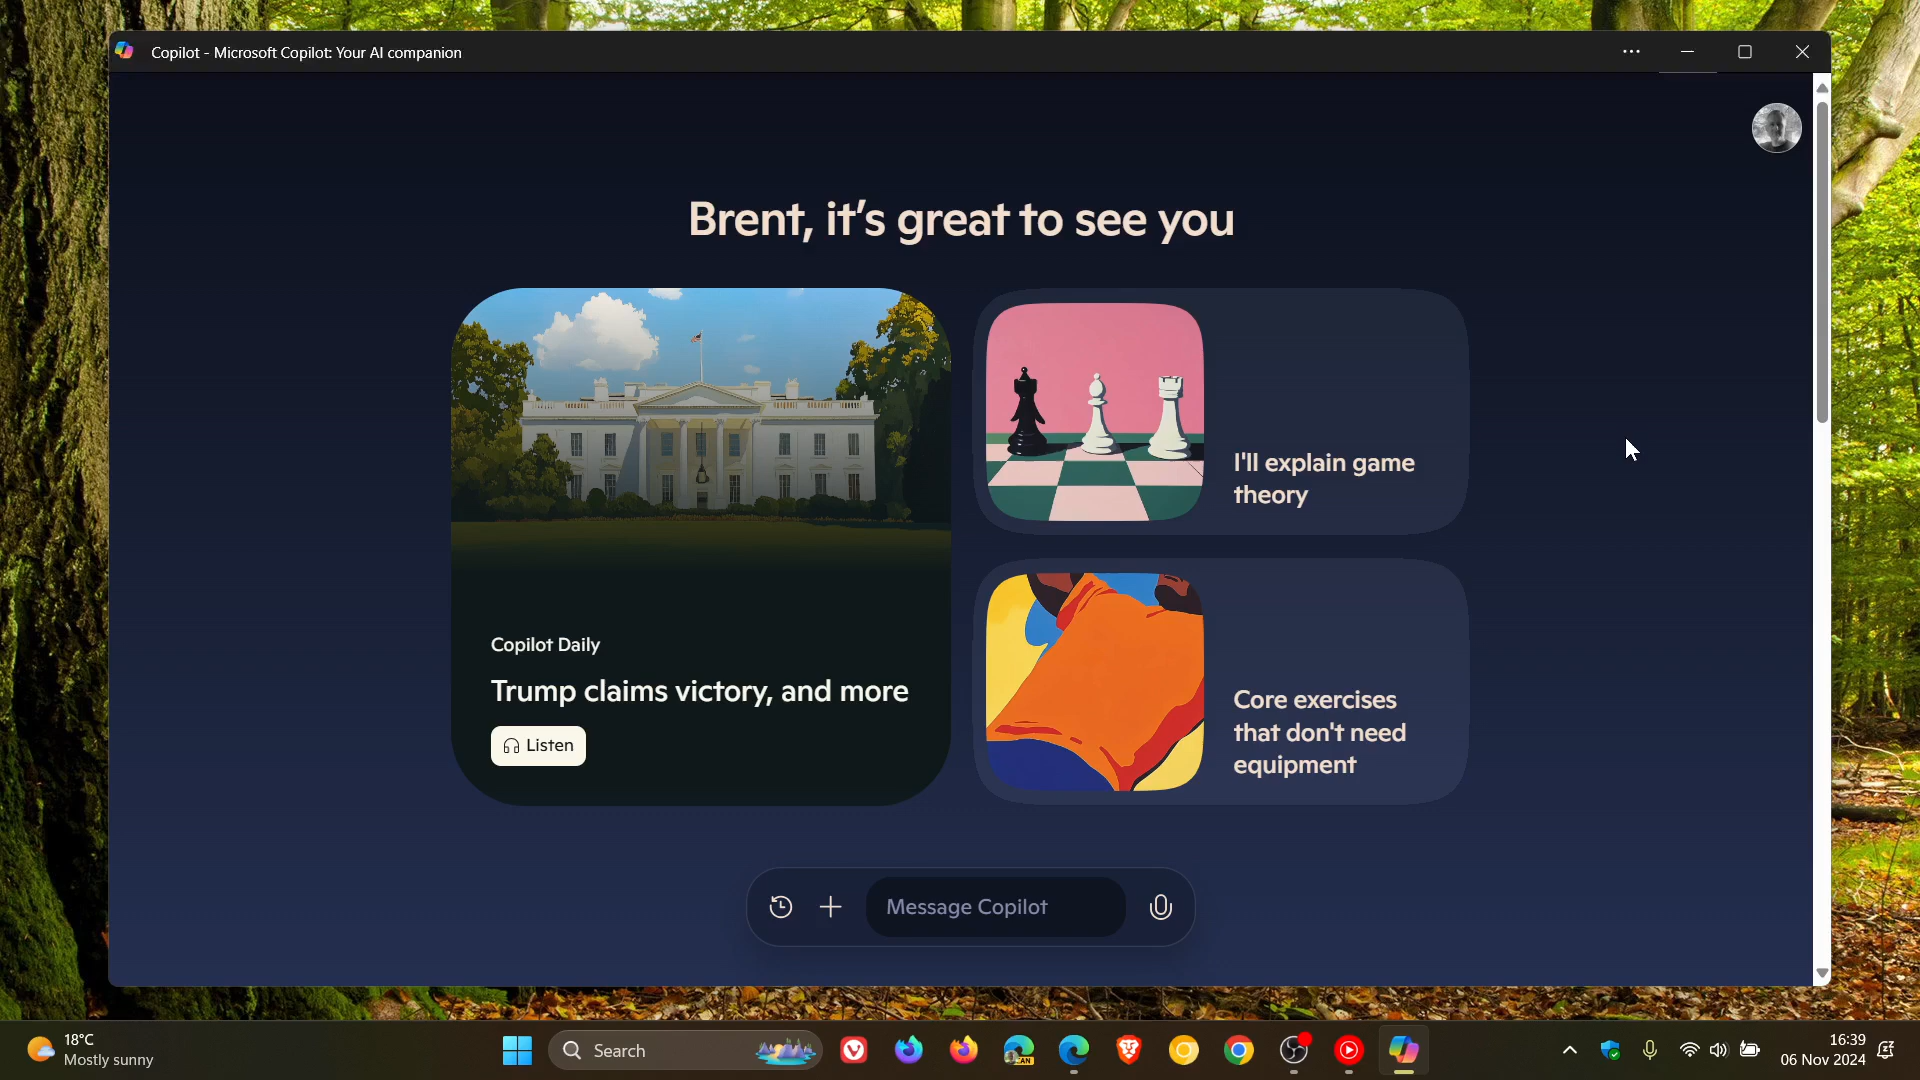 Copilot - Microsoft Copilot: Your AI companion
Brent, it's great to see you
Copilot Daily
Trump claims victory, and more
Listen
I'll explain game
theory
Core exercises
that don't need
equipment
Message Copilot
18°C
Mostly sunny
Search
CAN
16:39
06 Nov 2024